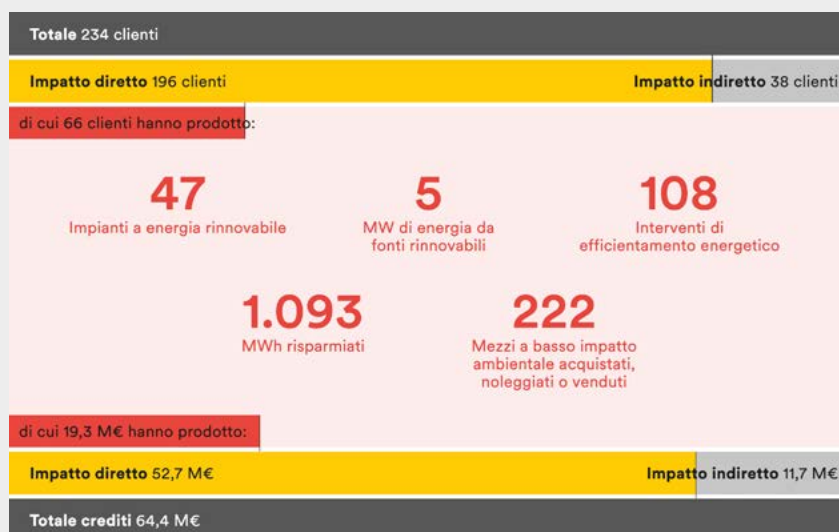 Totale 234 clienti
Impatto diretto 196 clienti
Impatto indiretto 38 clienti
di cui 66 clienti hanno prodotto:
47
Impianti a energia rinnovabile
5
MW di energia da
fonti rinnovabili
108
Interventi di
efficientamento energetico
1.093
MWh risparmiati
222
Mezzi a basso impatto
ambientale acquistati,
noleggiati o venduti
di cui 19,3 M€ hanno prodotto:
Impatto diretto 52,7 M€
Impatto indiretto 11,7 M€
Totale crediti 64,4 M€